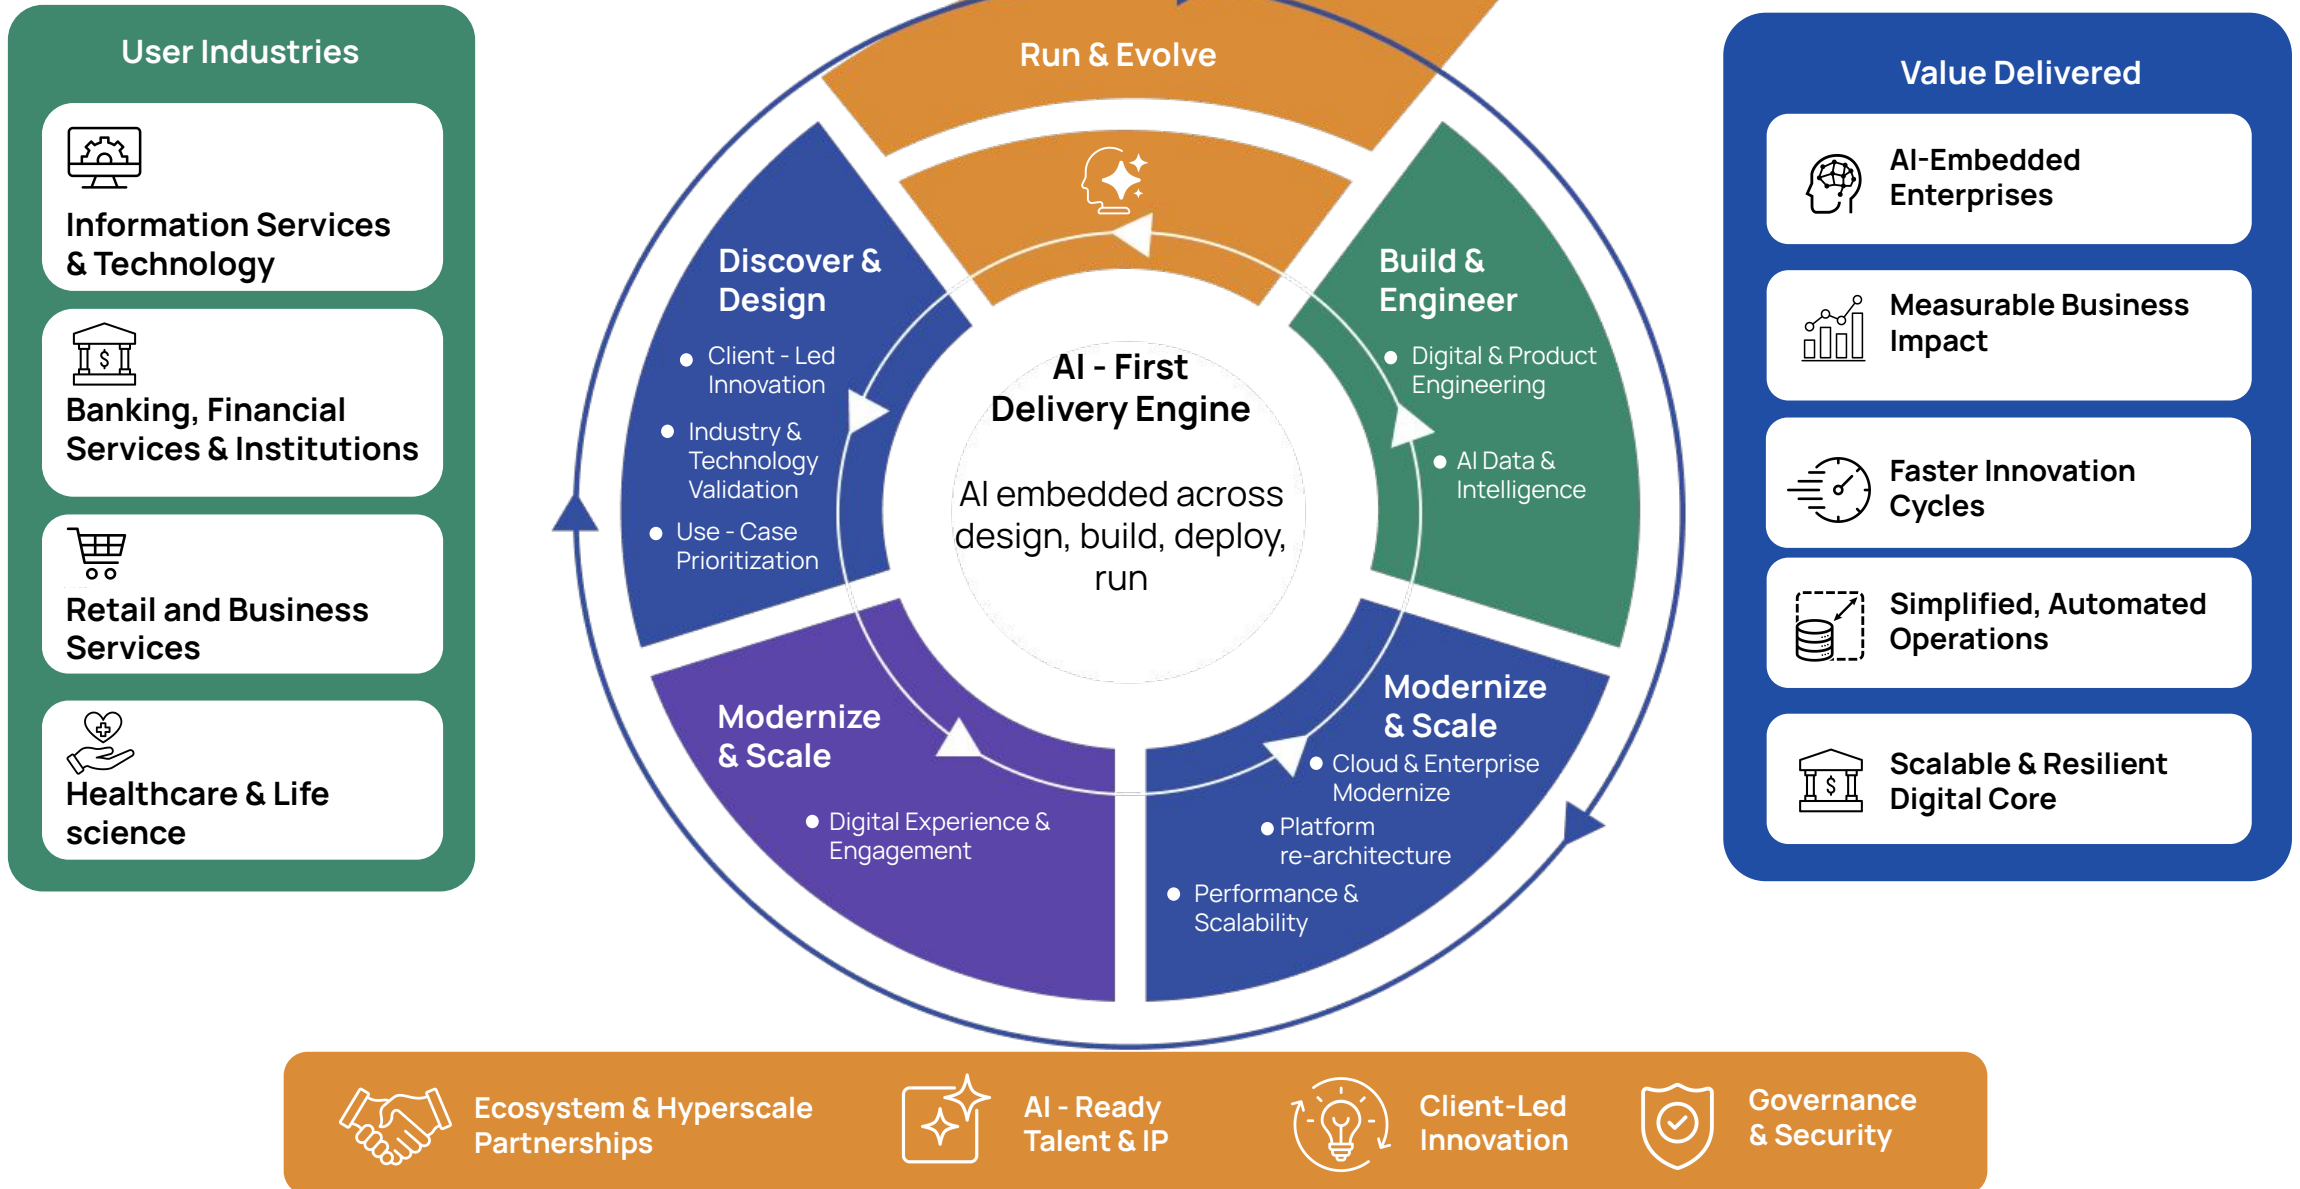 User Industries
Information Services
& Technology
Banking, Financial
Services & Institutions
Retail and Business
Services
Healthcare & Life
science
Run & Evolve
Discover &
Design
Client - Led
Innovation
Industry &
Technology
Validation
Use - Case
Prioritization
Build &
Engineer
Digital & Product
Engineering
AI Data &
Intelligence
AI - First
Delivery Engine
AI embedded across
design, build, deploy,
run
Modernize
& Scale
Digital Experience &
Engagement
Modernize
& Scale
Cloud & Enterprise
Modernize
Platform
re-architecture
Performance &
Scalability
Value Delivered
AI-Embedded
Enterprises
Measurable Business
Impact
Faster Innovation
Cycles
Simplified, Automated
Operations
Scalable & Resilient
Digital Core
Ecosystem & Hyperscale
Partnerships
AI - Ready
Talent & IP
Client-Led
Innovation
Governance
& Security